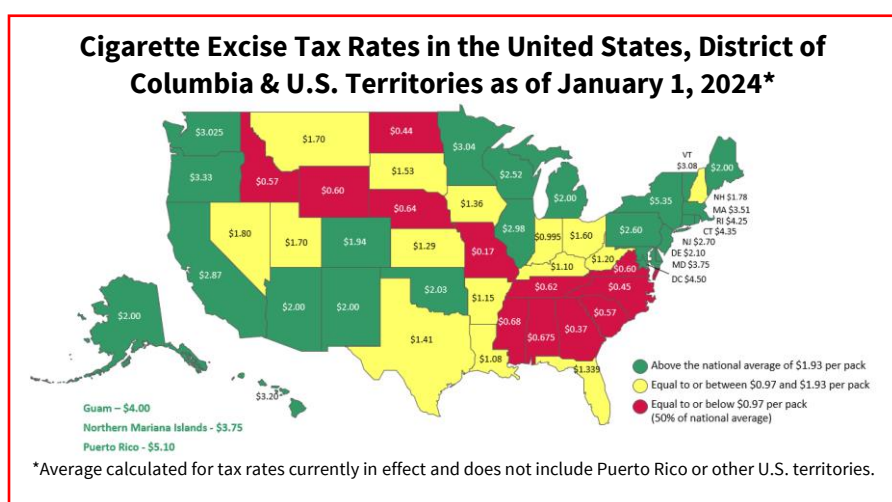 Cigarette Excise Tax Rates in the United States, District of
Columbia & U.S. Territories as of January 1, 2024*
$3.025
$1.70
$0.44
$3.04
VT
$3.08
$2.00
$3.33
$0.57
$1.53
$2.52
$2.00
$5.35
NH $1.78
MA $3.51
RI $4.25
CT $4.35
$0.60
$1.36
$2.60
NJ $2.70
DE $2.10
MD $3.75
DC $4.50
$0.64
$2.98
$0.995
$1.60
$1.80
$1.70
$1.94
$1.29
$0.17
$1.10
$1.20
$0.60
$2.87
$0.62
$0.45
$2.00
$2.00
$2.00
$2.03
$1.15
$0.57
$0.68
$0.675
$0.37
$1.41
$1.08
$1.339
$3.20
Above the national average of $1.93 per pack
Equal to or between $0.97 and $1.93 per pack
Equal to or below $0.97 per pack
(50% of national average)
Guam – $4.00
Northern Mariana Islands - $3.75
Puerto Rico - $5.10
*Average calculated for tax rates currently in effect and does not include Puerto Rico or other U.S. territories.